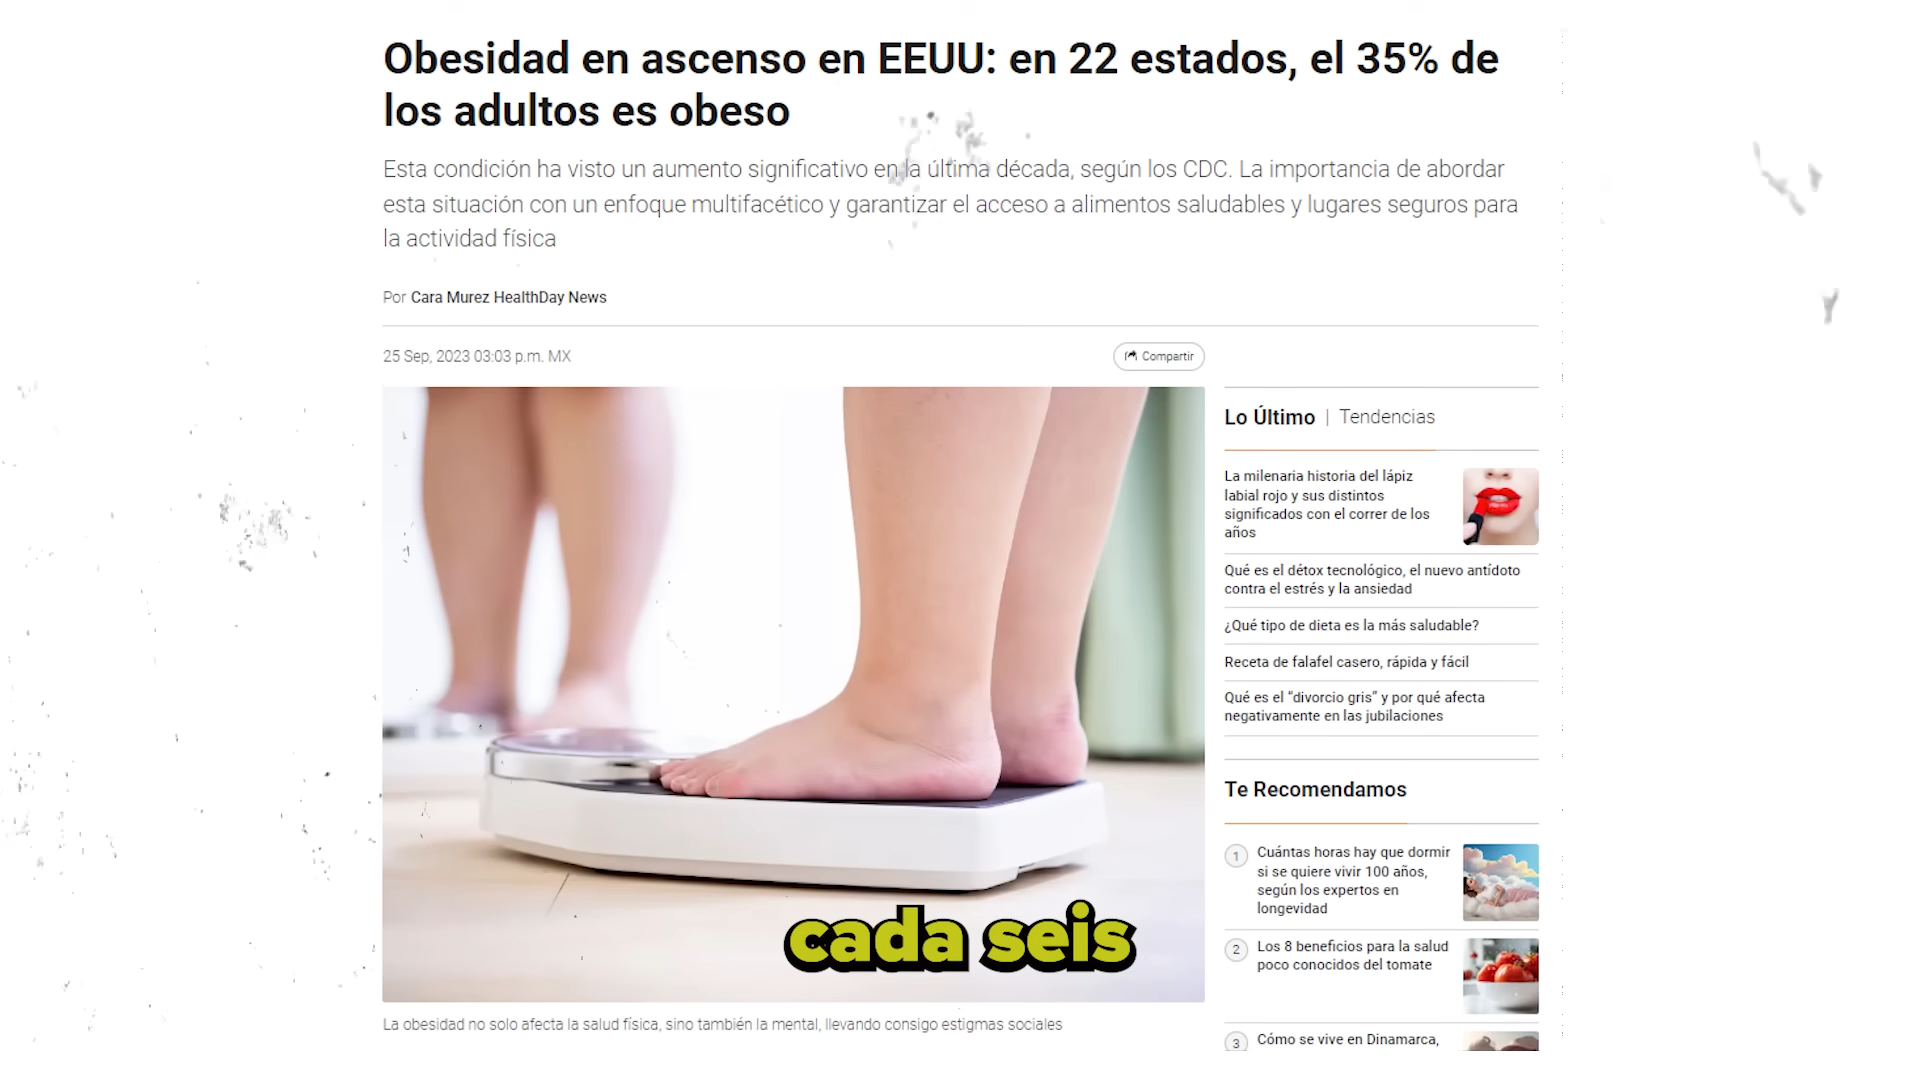 Obesidad en ascenso en EEUU: en 22 estados, el 35% de
los adultos es obeso
Esta condición ha visto un aumento significativo en la última década, según los CDC. La importancia de abordar
esta situación con un enfoque multifacético y garantizar el acceso a alimentos saludables y lugares seguros para
la actividad física
Por Cara Murez HealthDay News
25 Sep, 2023 03:03 p.m. MX
Compartir
cada seis
La obesidad no solo afecta la salud física, sino también la mental, llevando consigo estigmas sociales
Lo Último | Tendencias
La milenaria historia del lápiz
labial rojo y sus distintos
significados con el correr de los
años
Qué es el détox tecnológico, el nuevo antídoto
contra el estrés y la ansiedad
¿Qué tipo de dieta es la más saludable?
Receta de falafel casero, rápida y fácil
Qué es el “divorcio gris” y por qué afecta
negativamente en las jubilaciones
Te Recomendamos
1 Cuántas horas hay que dormir
si se quiere vivir 100 años,
según los expertos en
longevidad
2 Los 8 beneficios para la salud
poco conocidos del tomate
3 Cómo se vive en Dinamarca,